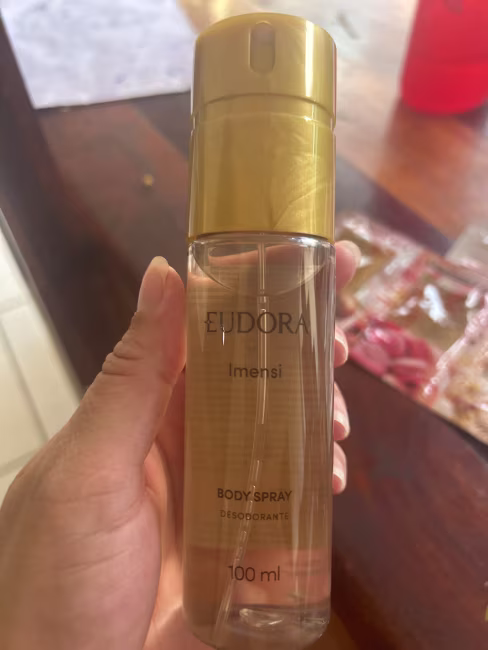 EUDORA
Imensi
BODY SPRAY
DESODORANTE
100 ml